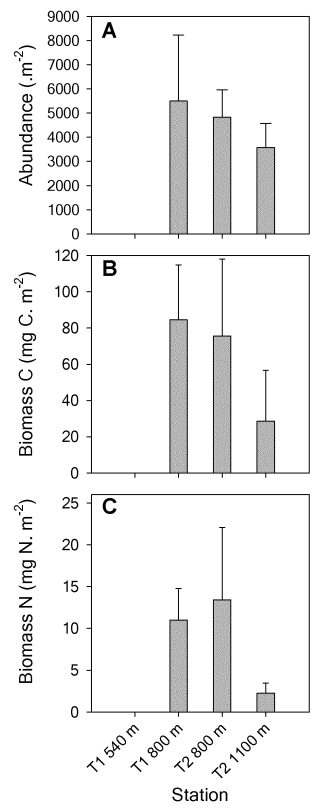 A
Abundance (.m-2)
9000
8000
7000
6000
5000
4000
3000
2000
1000
0
B
Biomass C (mg C. m-2)
120
100
80
60
40
20
0
C
Biomass N (mg N. m-2)
25
20
15
10
5
0
T1 540 m
T1 800 m
T2 800 m
T2 1100 m
Station